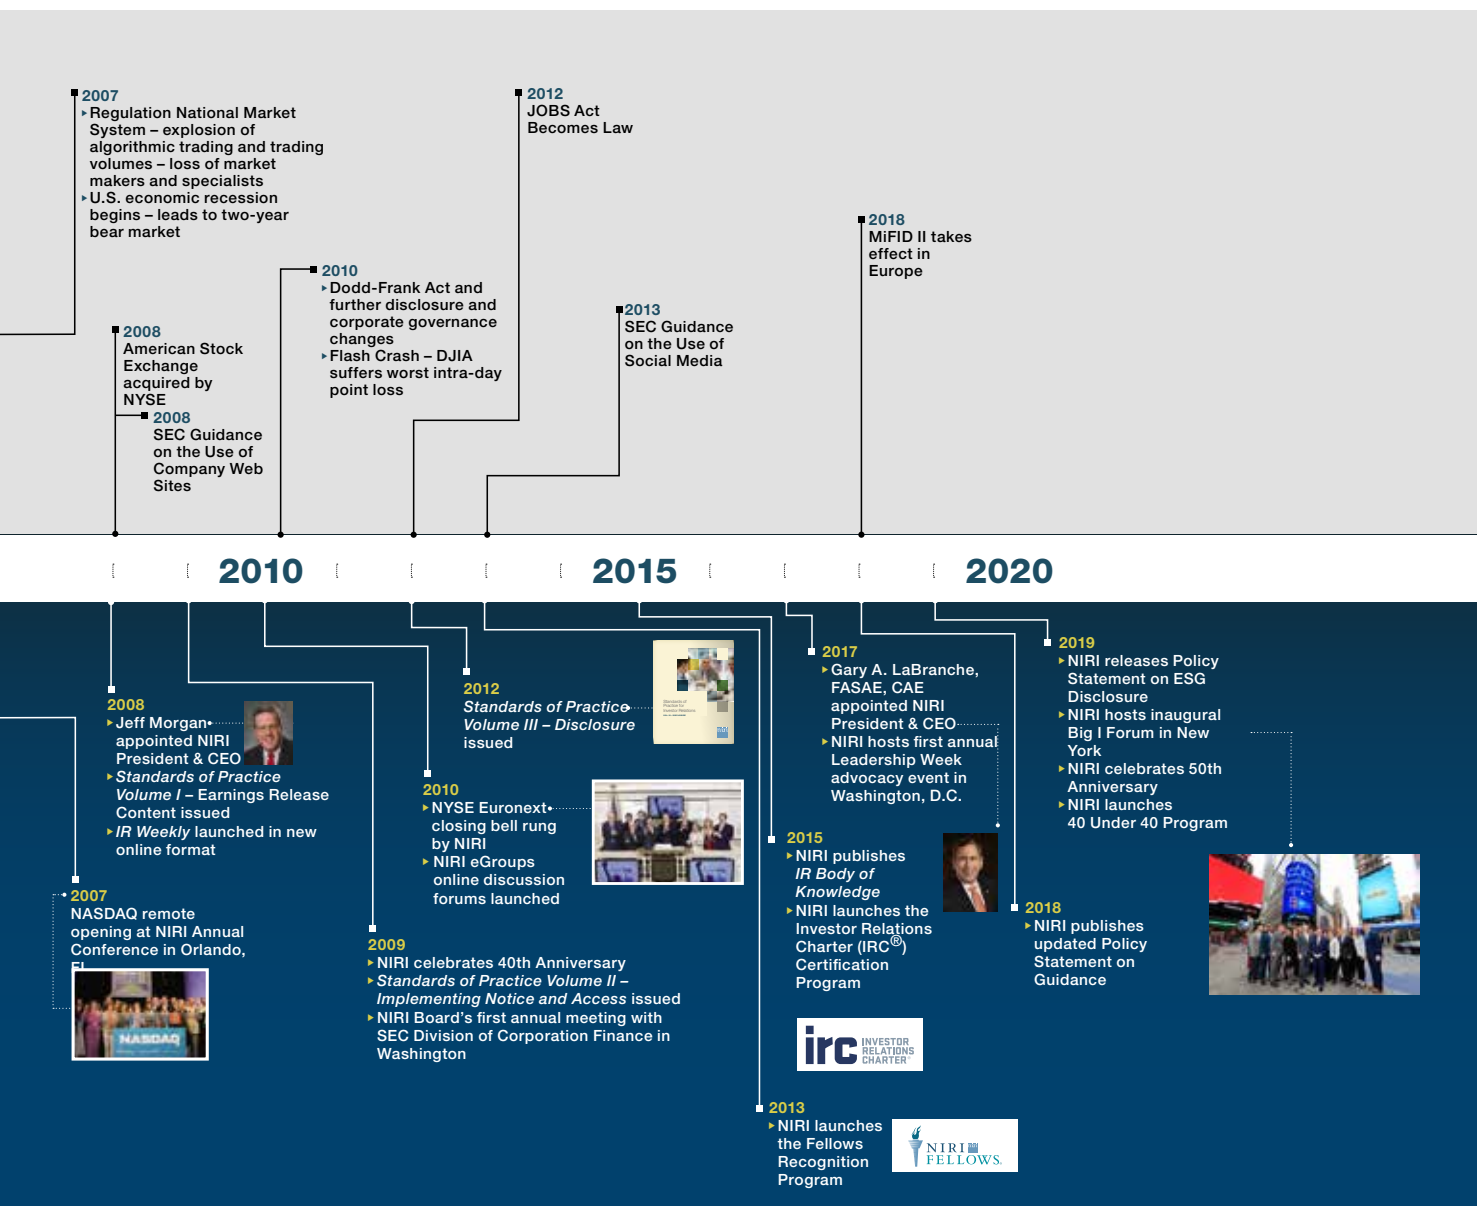 2007
Regulation National Market
System – explosion of
algorithmic trading and trading
volumes – loss of market
makers and specialists
U.S. economic recession
begins – leads to two-year
bear market
2008
American Stock
Exchange
acquired by
NYSE
2008
SEC Guidance
on the Use of
Company Web
Sites
2010
Dodd-Frank Act and
further disclosure and
corporate governance
changes
Flash Crash – DJIA
suffers worst intra-day
point loss
2012
JOBS Act
Becomes Law
2013
SEC Guidance
on the Use of
Social Media
2018
MiFID II takes
effect in
Europe
2010
2015
2020
2007
NASDAQ remote
opening at NIRI Annual
Conference in Orlando,
NASDAQ
2008
Jeff Morgan
appointed NIRI
President & CEO
Standards of Practice
Volume I – Earnings Release
Content issued
IR Weekly launched in new
online format
2009
NIRI celebrates 40th Anniversary
Standards of Practice Volume II –
Implementing Notice and Access issued
NIRI Board's first annual meeting with
SEC Division of Corporation Finance in
Washington
2010
NYSE Euronext
closing bell rung
by NIRI
NIRI eGroups
online discussion
forums launched
2012
Standards of Practice
Volume III – Disclosure
issued
Standards of
Practice for
Investor Relations
2013
NIRI launches
the Fellows
Recognition
Program
NIRI
FELLOWS
2015
NIRI publishes
IR Body of
Knowledge
NIRI launches the
Investor Relations
Charter (IRC®)
Certification
Program
irc INVESTOR
RELATIONS
CHARTER
2017
Gary A. LaBranche,
FASAE, CAE
appointed NIRI
President & CEO
NIRI hosts first annual
Leadership Week
advocacy event in
Washington, D.C.
2018
NIRI publishes
updated Policy
Statement on
Guidance
2019
NIRI releases Policy
Statement on ESG
Disclosure
NIRI hosts inaugural
Big I Forum in New
York
NIRI celebrates 50th
Anniversary
NIRI launches
40 Under 40 Program